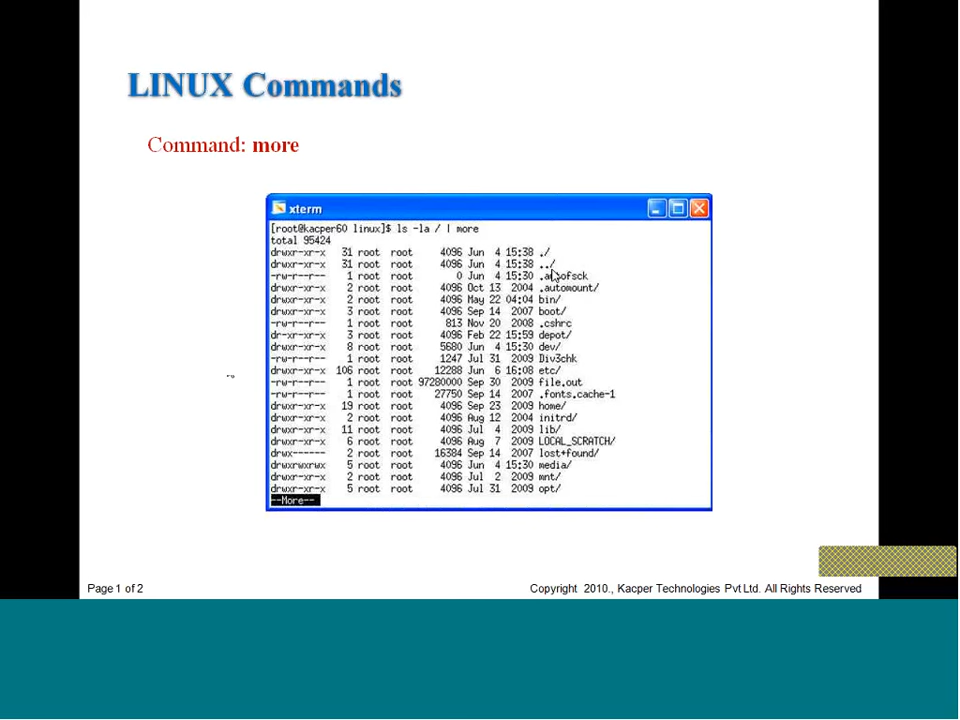 LINUX Commands
Command: more
xterm
[root@kacper60 linux]$ ls -la / | more
total 95424
drwxr-xr-x 31 root root 4096 Jun 4 15:38 ./
drwxr-xr-x 31 root root 4096 Jun 4 15:38 ../
-rw-r--r-- 1 root root 0 Jun 4 15:30 .autofsck
drwxr-xr-x 2 root root 4096 Oct 13 2004 .automount/
drwxr-xr-x 2 root root 4096 May 22 04:04 bin/
drwxr-xr-x 3 root root 4096 Sep 14 2007 boot/
-rw-r--r-- 1 root root 813 Nov 20 2008 .cshrc
dr-xr-xr-x 3 root root 4096 Feb 22 15:59 depot/
drwxr-xr-x 8 root root 5680 Jun 4 15:30 dev/
-rw-r--r-- 1 root root 1247 Jul 31 2009 Div3chk
drwxr-xr-x 106 root root 12288 Jun 6 16:08 etc/
-rw-r--r-- 1 root root 97280000 Sep 30 2009 file.out
-rw-r--r-- 1 root root 27750 Sep 14 2007 .fonts.cache-1
drwxr-xr-x 19 root root 4096 Sep 23 2009 home/
drwxr-xr-x 2 root root 4096 Aug 12 2004 initrd/
drwxr-xr-x 11 root root 4096 Jul 4 2009 lib/
drwxr-xr-x 6 root root 4096 Aug 7 2009 LOCAL_SCRATCH/
drwx------ 2 root root 16384 Sep 14 2007 lost+found/
drwxrwxrwx 5 root root 4096 Jun 4 15:30 media/
drwxr-xr-x 2 root root 4096 Jul 2 2009 mnt/
drwxr-xr-x 5 root root 4096 Jul 31 2009 opt/
--More--
Page 1 of 2
Copyright 2010., Kacper Technologies Pvt Ltd. All Rights Reserved